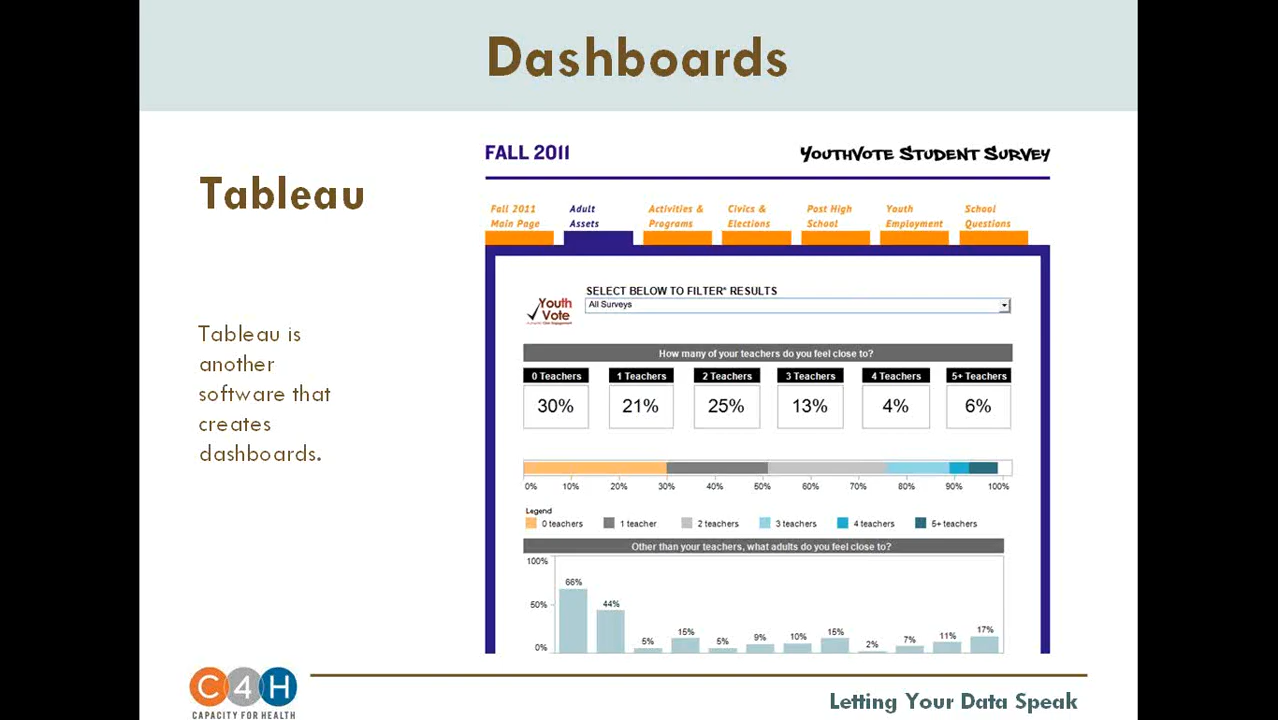 Dashboards
Tableau
Tableau is
another
software that
creates
dashboards.
FALL 2011
YOUTHVOTE STUDENT SURVEY
Fall 2011 Main Page
Adult Assets
Activities & Programs
Civics & Elections
Post High School
Youth Employment
School Questions
SELECT BELOW TO FILTER* RESULTS
All Surveys
Youth
Vote
How many of your teachers do you feel close to?
0 Teachers 1 Teachers 2 Teachers 3 Teachers 4 Teachers 5+ Teachers
30% 21% 25% 13% 4% 6%
0% 10% 20% 30% 40% 50% 60% 70% 80% 90% 100%
Legend
0 teachers 1 teacher 2 teachers 3 teachers 4 teachers 5+ teachers
Other than your teachers, what adults do you feel close to?
100%
50%
0%
66% 44% 5% 15% 5% 9% 10% 15% 2% 7% 11% 17%
C4H
CAPACITY FOR HEALTH
Letting Your Data Speak